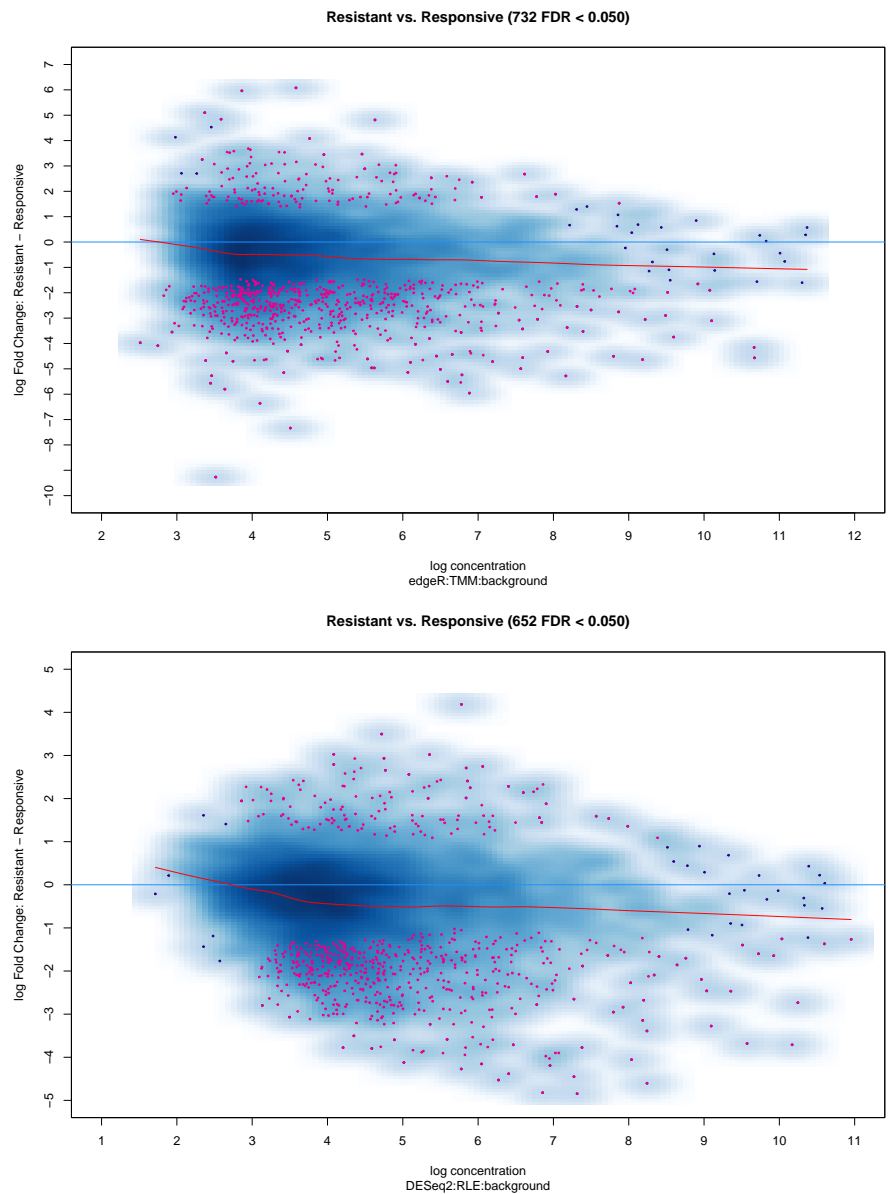 Resistant vs. Responsive (732 FDR < 0.050)
7
6
5
4
3
2
1
0
−1
−2
−3
−4
−5
−6
−7
−8
−10
log Fold Change: Resistant − Responsive
2 3 4 5 6 7 8 9 10 11 12
log concentration
edgeR:TMM:background
Resistant vs. Responsive (652 FDR < 0.050)
5
4
3
2
1
0
−1
−2
−3
−4
−5
log Fold Change: Resistant − Responsive
1 2 3 4 5 6 7 8 9 10 11
log concentration
DESeq2:RLE:background